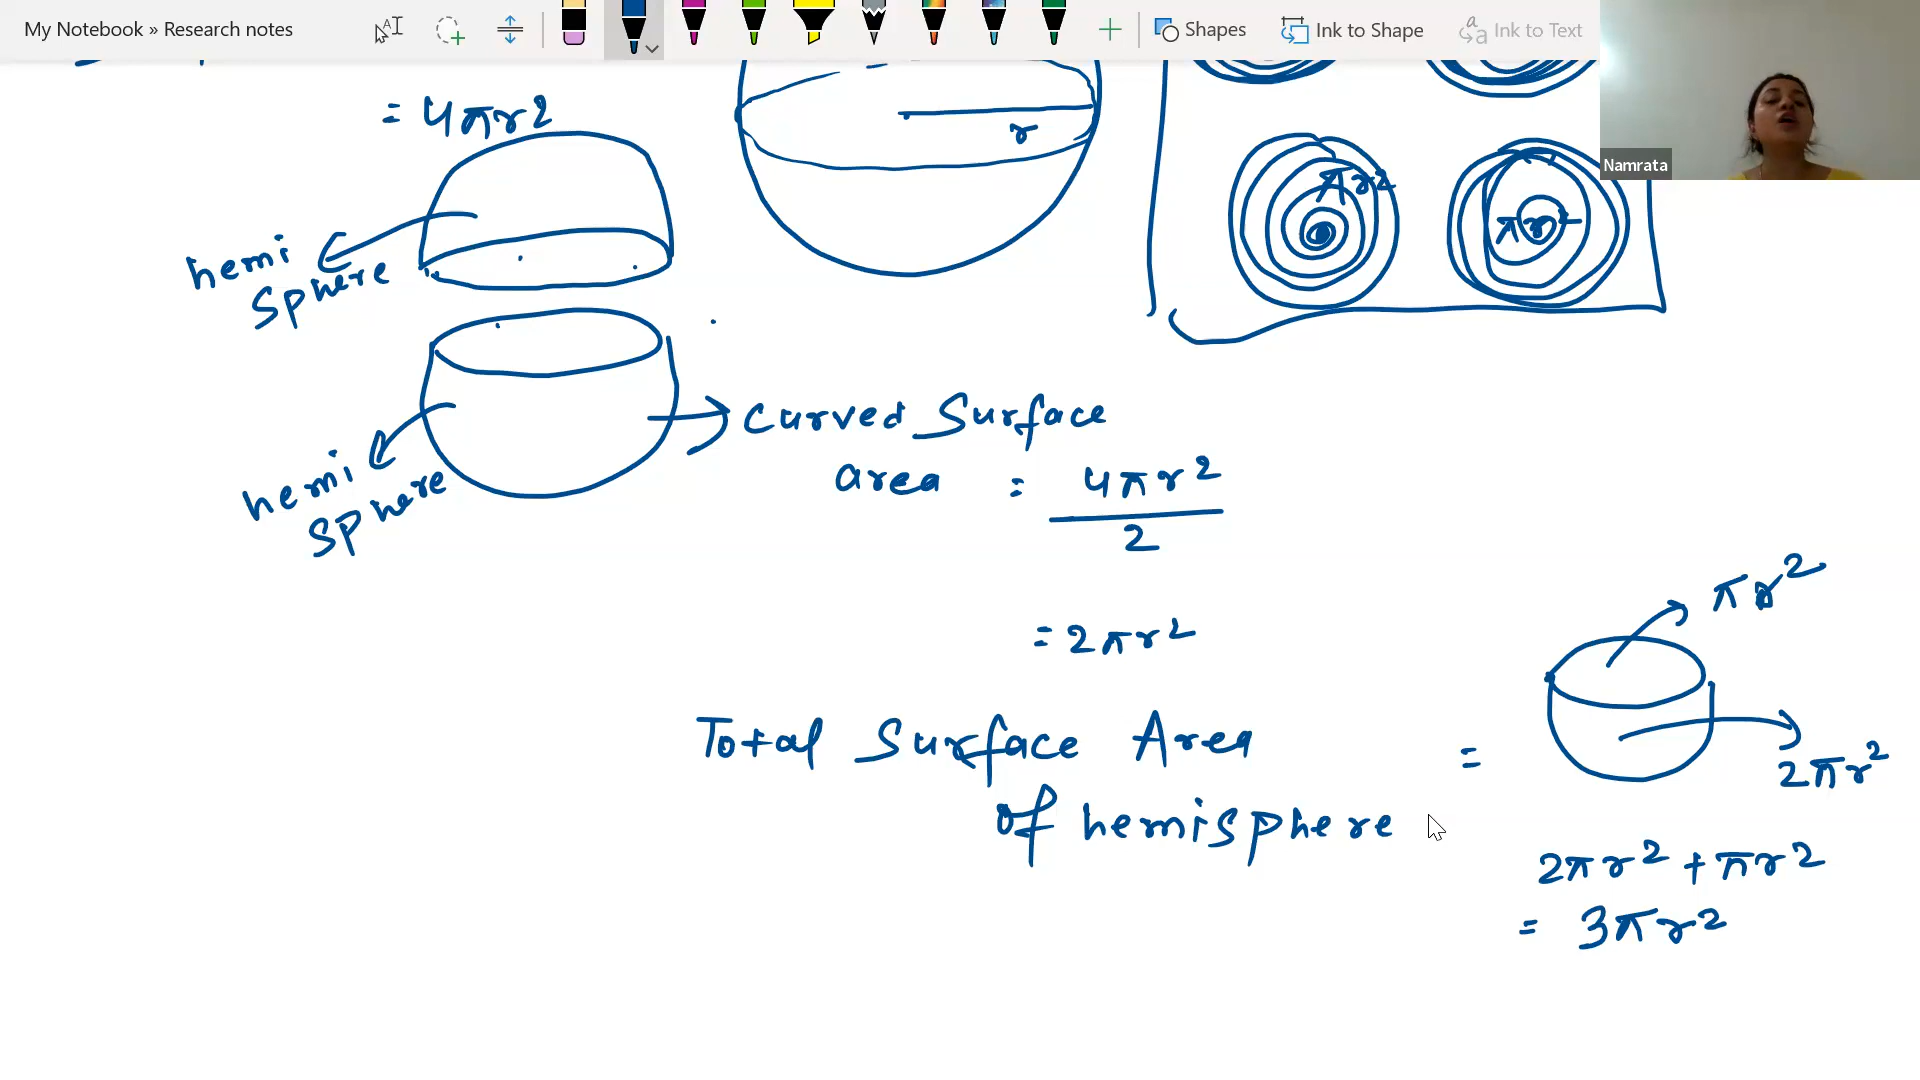 My Notebook » Research notes
Shapes
Ink to Shape
Ink to Text
Namrata
= 4πr2
r
πr2
πr2
hemi
sphere
hemi
sphere
Curved Surface
area = 4πr2
2
= 2πr2
πr2
Total Surface Area
=
2πr2
of hemisphere
2πr2 + πr2
= 3πr2